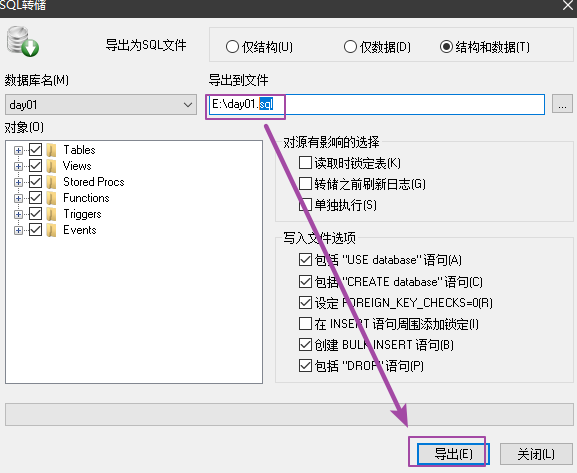 SQL转储
导出为SQL文件
仅结构(U)
仅数据(D)
结构和数据(T)
数据库名(M)
导出到文件
day01
E:\day01.sql
...
对象(O)
Tables
Views
Stored Procs
Functions
Triggers
Events
对源有影响的选择
读取时锁定表(K)
转储之前刷新日志(G)
单独执行(S)
写入文件选项
包括 "USE database" 语句(A)
包括 "CREATE database" 语句(C)
设定 FOREIGN_KEY_CHECKS=0(R)
在 INSERT 语句周围添加锁定(I)
创建 BULK INSERT 语句(B)
包括 "DROP" 语句(P)
导出(E)
关闭(L)